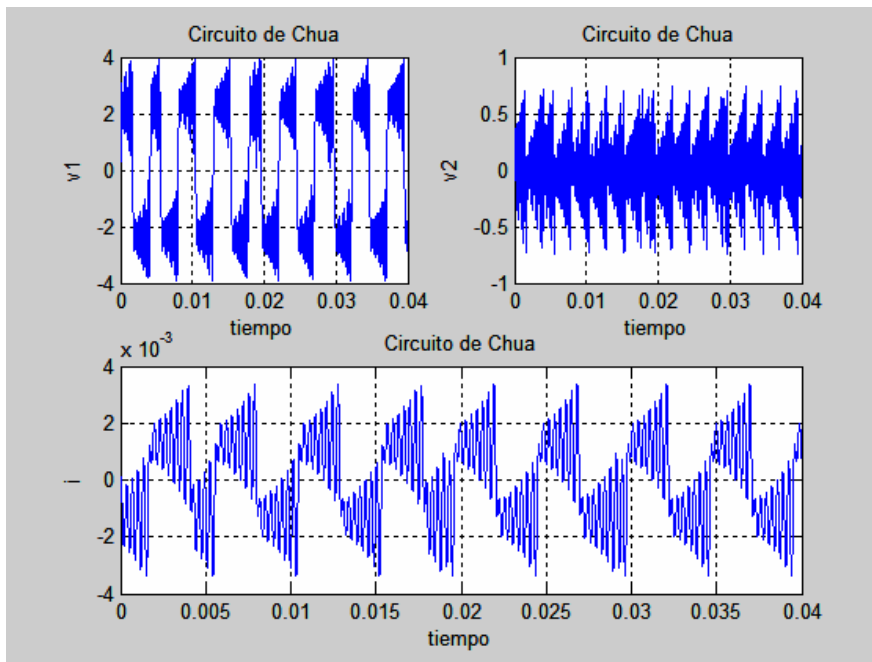 Circuito de Chua
4
2
0
-2
-4
v1
0 0.01 0.02 0.03 0.04
tiempo
Circuito de Chua
1
0.5
0
-0.5
-1
v2
0 0.01 0.02 0.03 0.04
tiempo
Circuito de Chua
x 10⁻³
4
2
0
-2
-4
i
0 0.005 0.01 0.015 0.02 0.025 0.03 0.035 0.04
tiempo